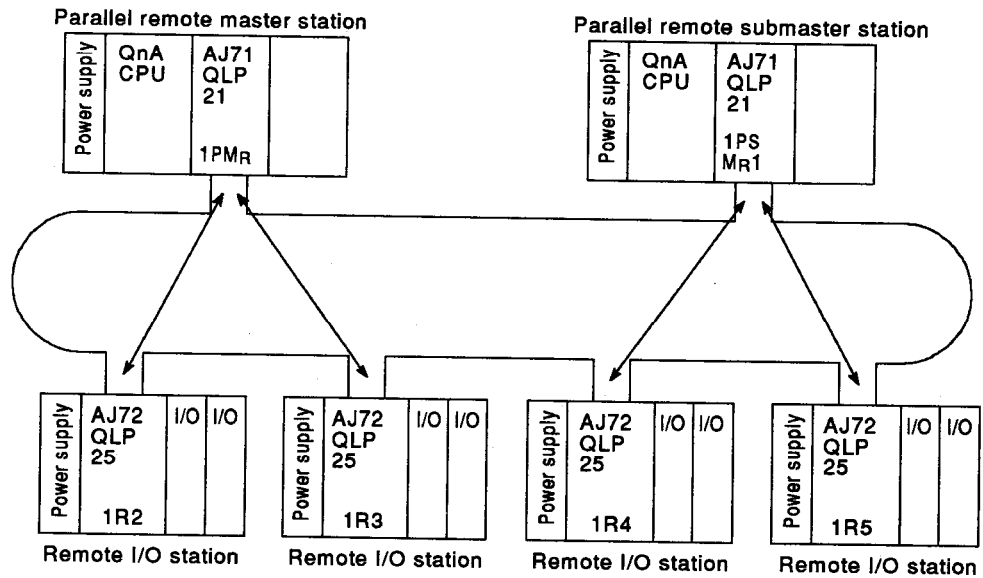 Parallel remote master station
Power supply
QnA
CPU
AJ71
QLP
21
1PMR
Parallel remote submaster station
Power supply
QnA
CPU
AJ71
QLP
21
1PS
MR1
Power supply
AJ72
QLP
25
1R2
I/O
I/O
Remote I/O station
Power supply
AJ72
QLP
25
1R3
I/O
I/O
Remote I/O station
Power supply
AJ72
QLP
25
1R4
I/O
I/O
Remote I/O station
Power supply
AJ72
QLP
25
1R5
I/O
I/O
Remote I/O station